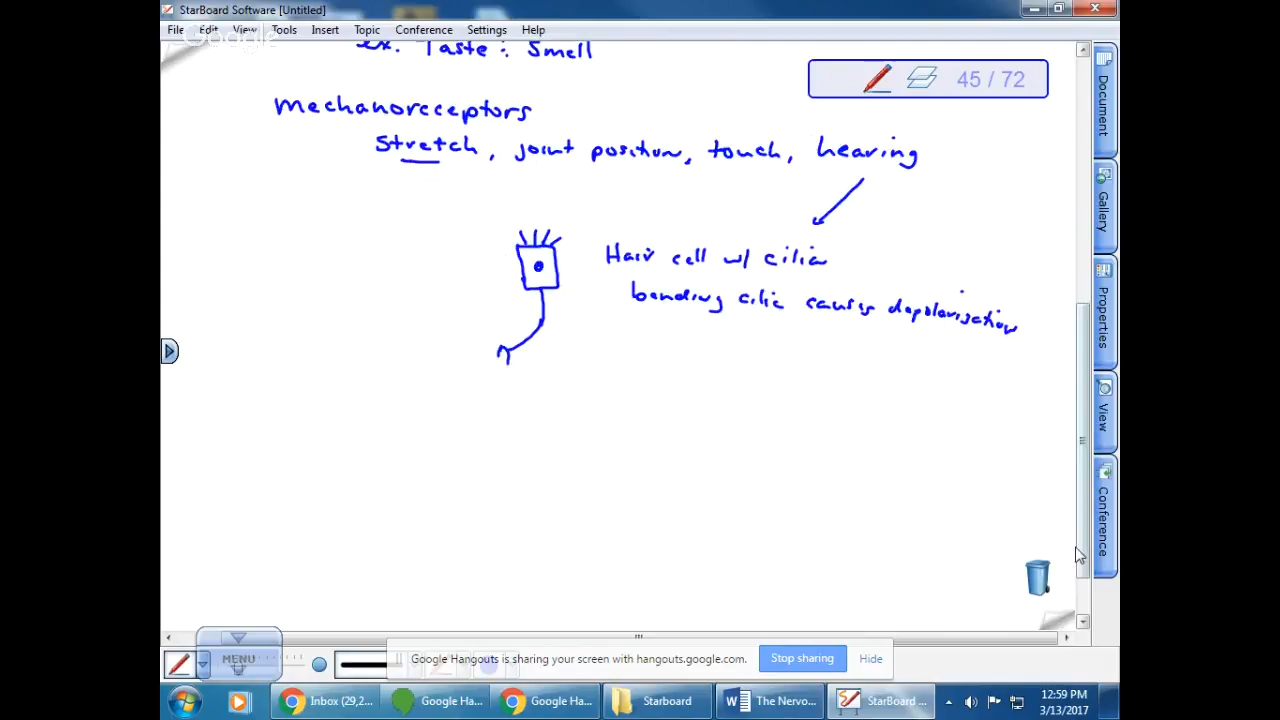 StarBoard Software [Untitled]
File Edit View Tools Insert Topic Conference Settings Help
Google
ex. Taste : Smell
45 / 72
Mechanoreceptors
Stretch, joint position, touch, hearing
Hair cell w/ cilia
bending cilia causes depolarization
Document
Gallery
Properties
View
Conference
MENU
Google Hangouts is sharing your screen with hangouts.google.com. Stop sharing Hide
Inbox (29,2... Google Ha... Google Ha... Starboard The Nervo... StarBoard ...
12:59 PM
3/13/2017